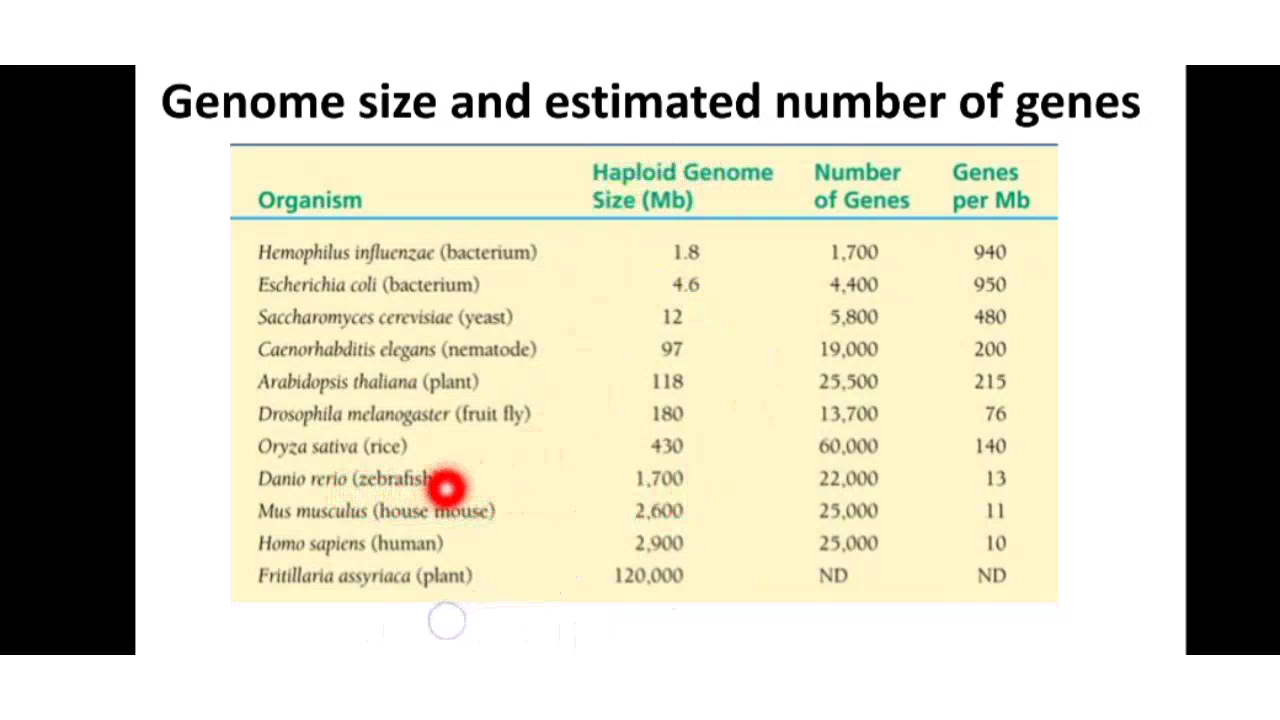 Genome size and estimated number of genes
Organism Haploid Genome Size (Mb) Number of Genes Genes per Mb
Hemophilus influenzae (bacterium) 1.8 1,700 940
Escherichia coli (bacterium) 4.6 4,400 950
Saccharomyces cerevisiae (yeast) 12 5,800 480
Caenorhabditis elegans (nematode) 97 19,000 200
Arabidopsis thaliana (plant) 118 25,500 215
Drosophila melanogaster (fruit fly) 180 13,700 76
Oryza sativa (rice) 430 60,000 140
Danio rerio (zebrafish 1,700 22,000 13
Mus musculus (house mouse) 2,600 25,000 11
Homo sapiens (human) 2,900 25,000 10
Fritillaria assyriaca (plant) 120,000 ND ND